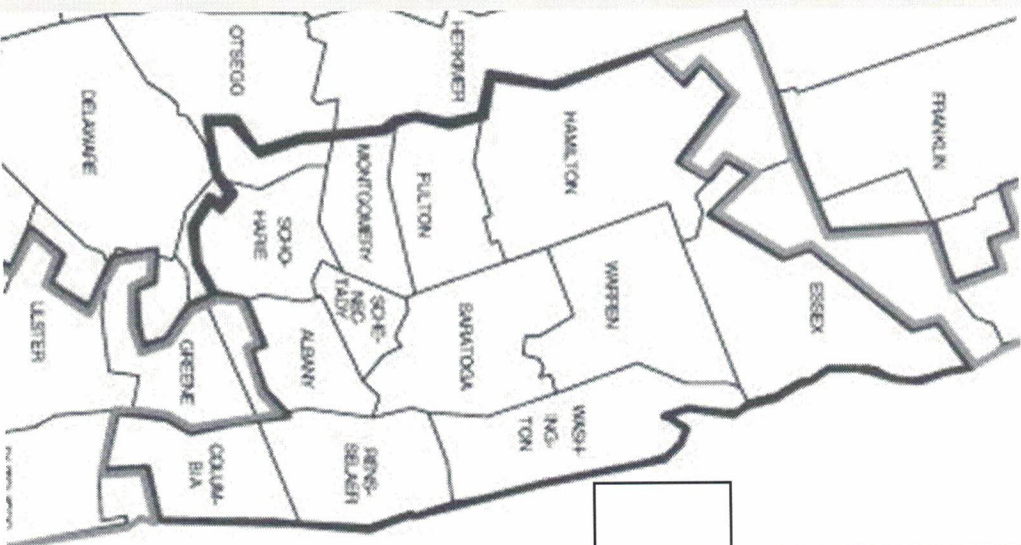 FRANKLIN
ESSEX
HAMILTON
WARREN
HERKIMER
WASH-
ING-
TON
SARATOGA
FULTON
MONTGOMERY
SCHE-
NEC-
TADY
ALBANY
RENS-
SELAER
OTSEGO
SCHO-
HARIE
GREENE
COLUM-
BIA
DELAWARE
ULSTER